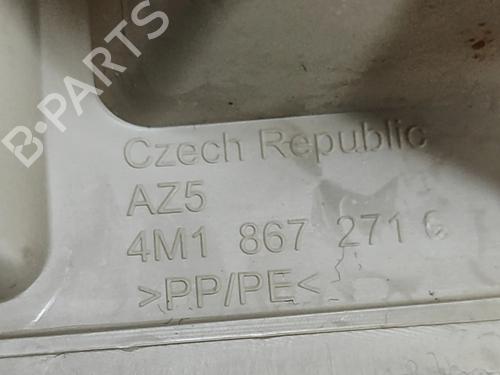 B-PARTS
Czech Republic
AZ5
4M1 867 271
>PP/PE<